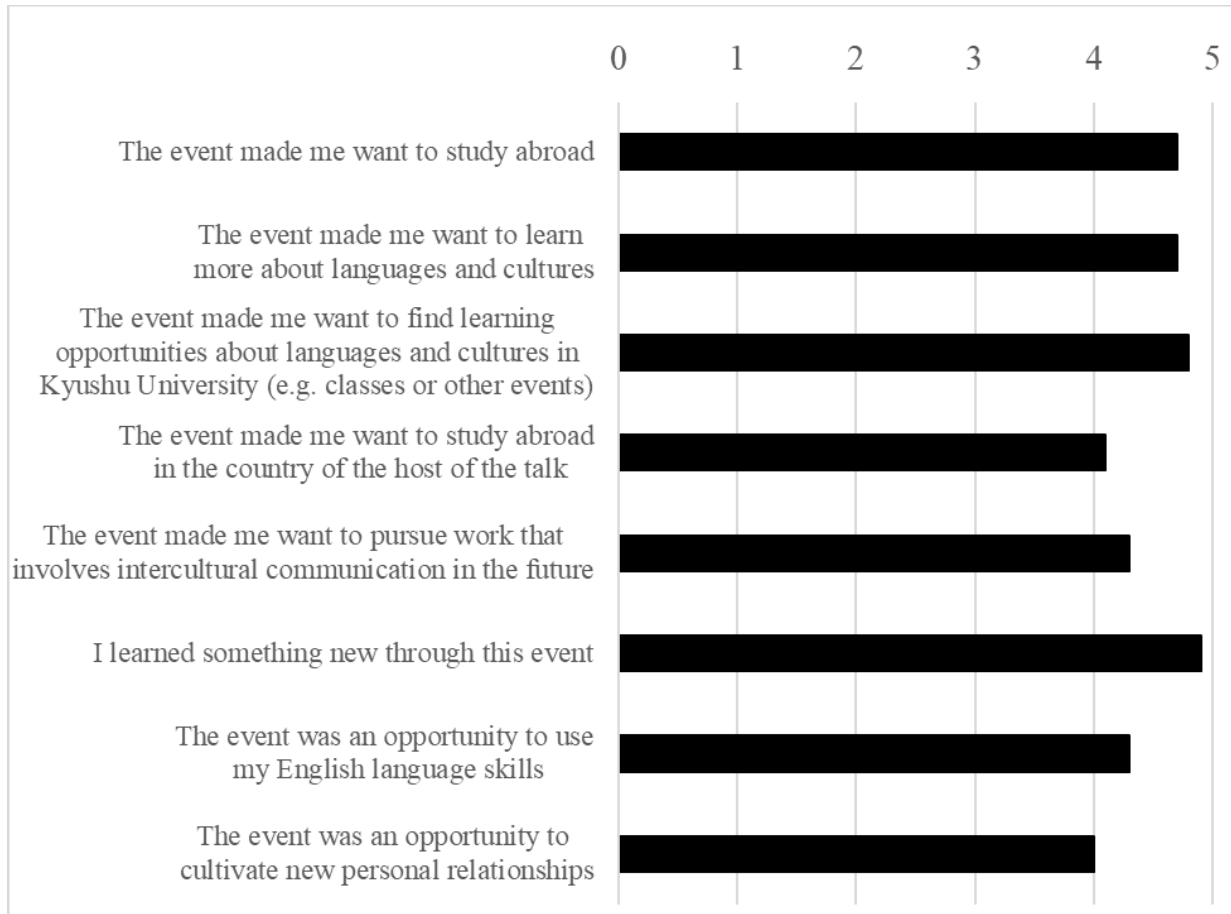 0 1 2 3 4 5
The event made me want to study abroad
The event made me want to learn
more about languages and cultures
The event made me want to find learning
opportunities about languages and cultures in
Kyushu University (e.g. classes or other events)
The event made me want to study abroad
in the country of the host of the talk
The event made me want to pursue work that
involves intercultural communication in the future
I learned something new through this event
The event was an opportunity to use
my English language skills
The event was an opportunity to
cultivate new personal relationships